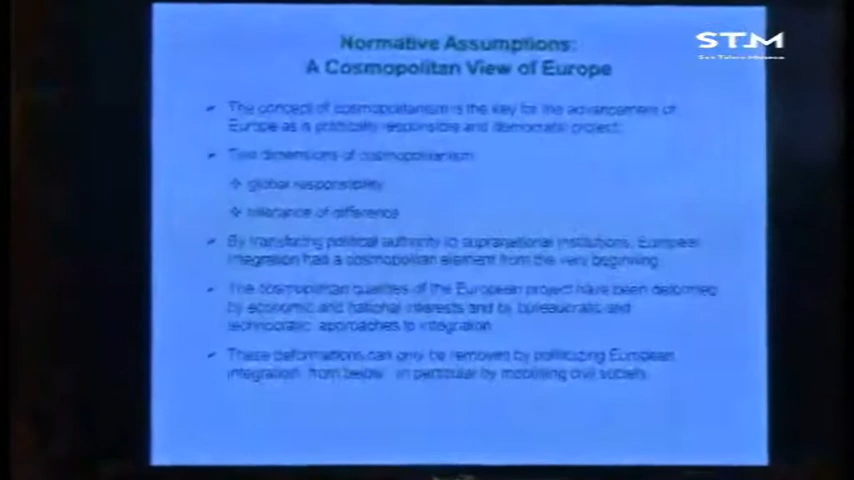 STM
Normative Assumptions:
A Cosmopolitan View of Europe
The concept of cosmopolitanism is the key for the advancement of
Europe as a politically responsible and democratic project.
Two dimensions of cosmopolitanism
global responsibility
tolerance of difference
By transferring political authority to supranational institutions, European
integration had a cosmopolitan element from the very beginning.
The cosmopolitan qualities of the European project have been deformed
by economic and national interests and by bureaucratic and
technocratic approaches to integration
These deformations can only be removed by politicizing European
integration from below in particular by mobilising civil society.